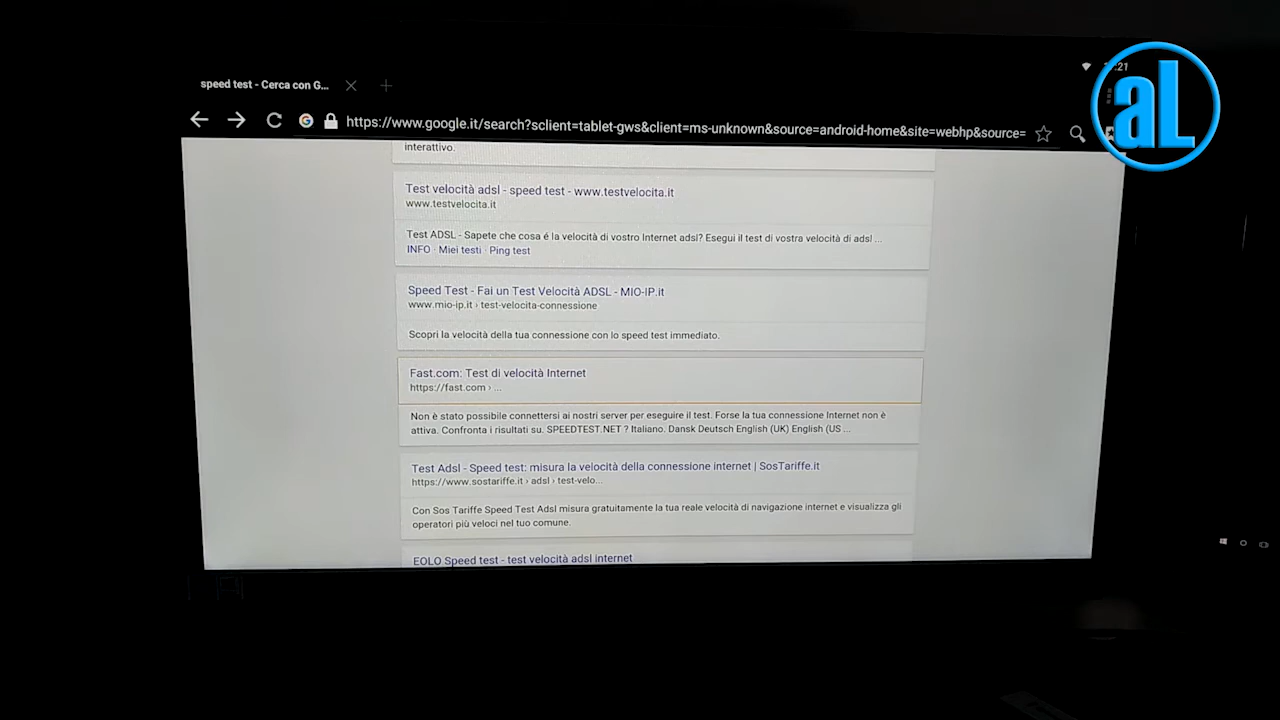 :21
aL
speed test - Cerca con G...
https://www.google.it/search?sclient=tablet-gws&client=ms-unknown&source=android-home&site=webhp&source=
interattivo.
Test velocità adsl - speed test - www.testvelocita.it
www.testvelocita.it
Test ADSL - Sapete che cosa é la velocità di vostro Internet adsl? Esegui il test di vostra velocità di adsl ...
INFO · Miei testi · Ping test
Speed Test - Fai un Test Velocità ADSL - MIO-IP.it
www.mio-ip.it › test-velocita-connessione
Scopri la velocità della tua connessione con lo speed test immediato.
Fast.com: Test di velocità Internet
https://fast.com › ...
Non è stato possibile connettersi ai nostri server per eseguire il test. Forse la tua connessione Internet non è
attiva. Confronta i risultati su. SPEEDTEST.NET ? Italiano. Dansk Deutsch English (UK) English (US ...
Test Adsl - Speed test: misura la velocità della connessione internet | SosTariffe.it
https://www.sostariffe.it › adsl › test-velo...
Con Sos Tariffe Speed Test Adsl misura gratuitamente la tua reale velocità di navigazione internet e visualizza gli
operatori più veloci nel tuo comune.
EOLO Speed test - test velocità adsl internet